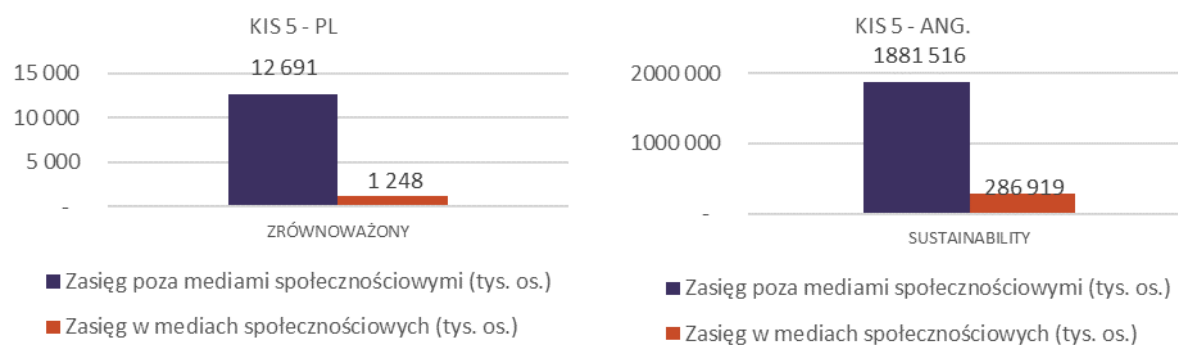 KIS 5 - PL
15 000
10 000
5 000
-
12 691
1 248
ZRÓWNOWAŻONY
Zasięg poza mediami społecznościowymi (tys. os.)
Zasięg w mediach społecznościowych (tys. os.)
KIS 5 - ANG.
2000 000
1000 000
-
1881 516
286 919
SUSTAINABILITY
Zasięg poza mediami społecznościowymi (tys. os.)
Zasięg w mediach społecznościowych (tys. os.)